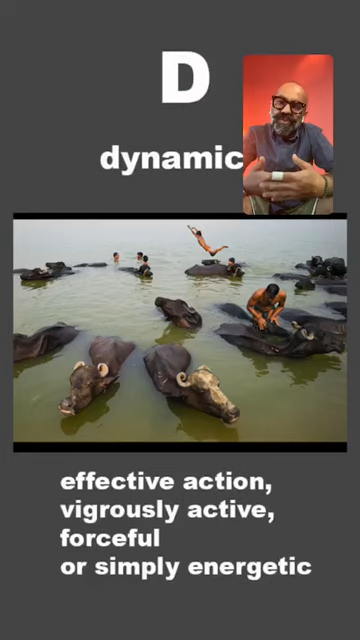 D
dynamic
effective action,
vigrously active,
forceful
or simply energetic